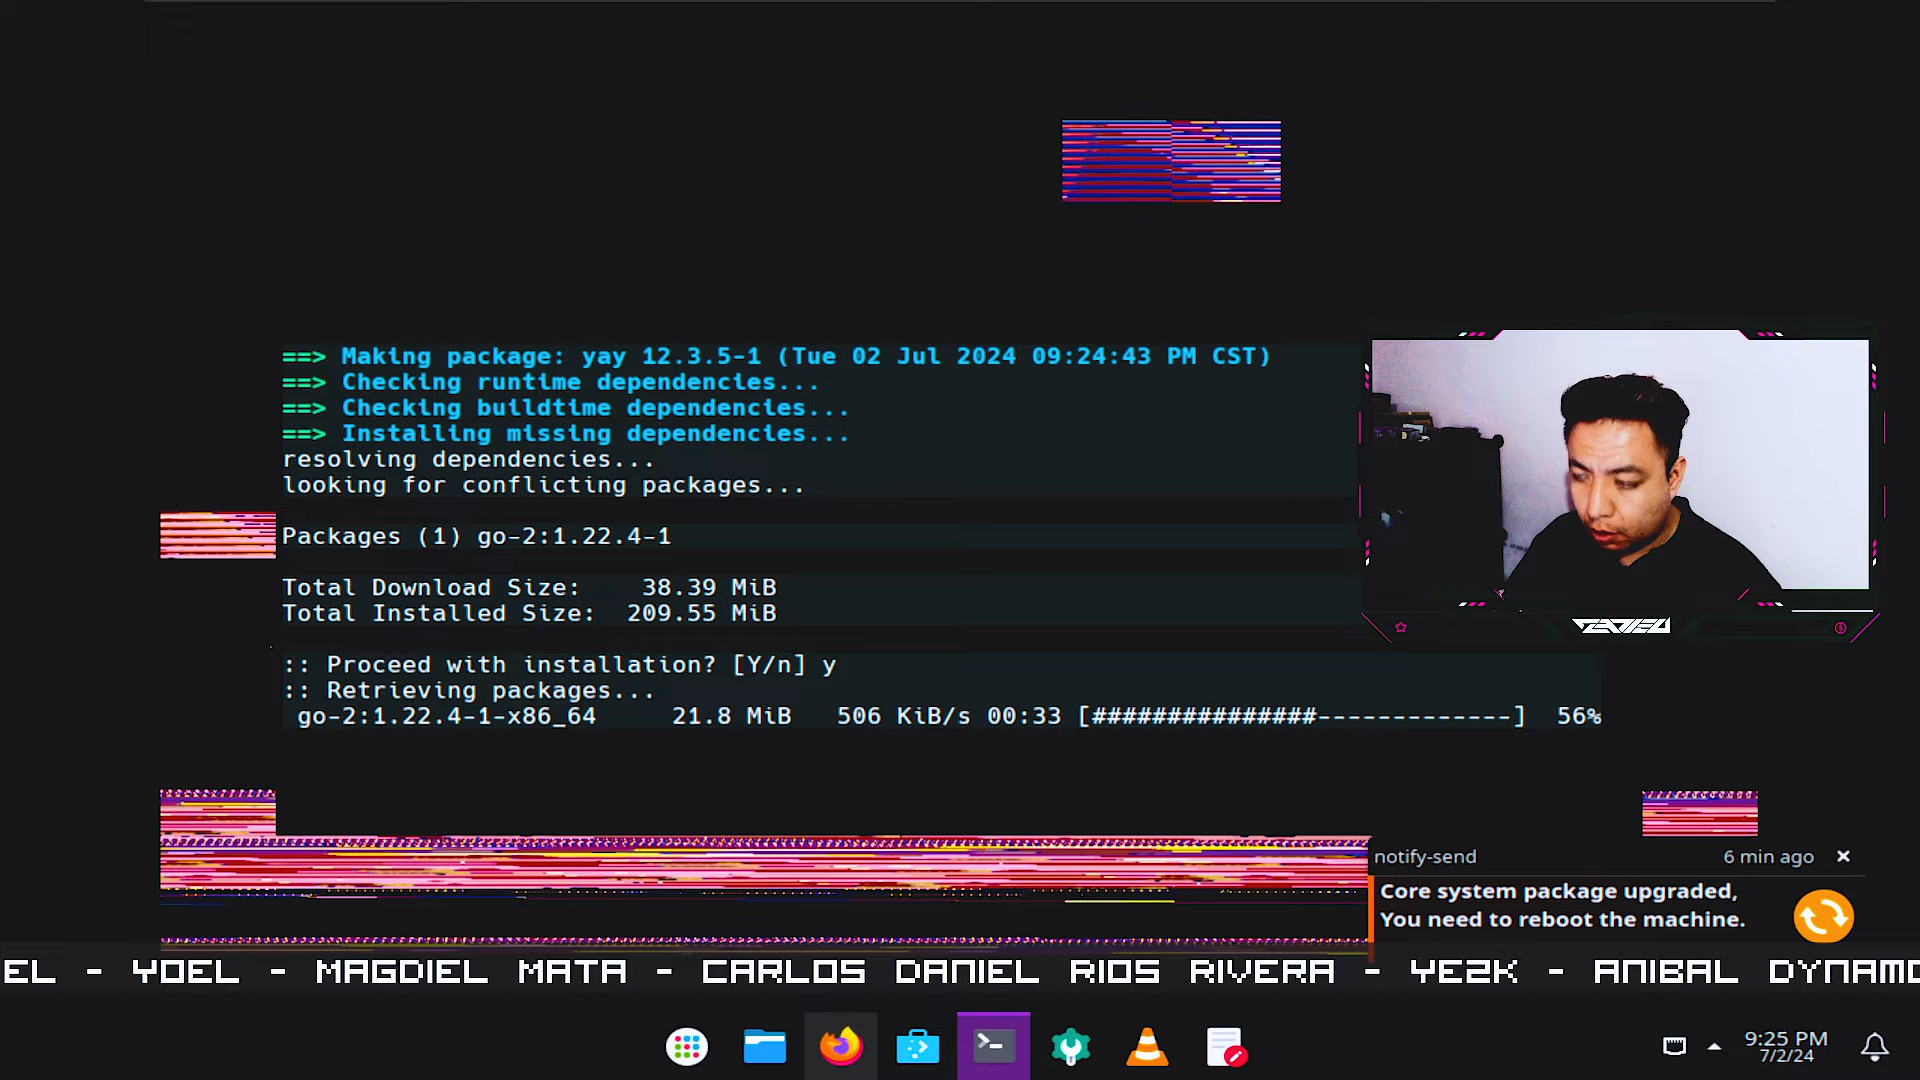 ==> Making package: yay 12.3.5-1 (Tue 02 Jul 2024 09:24:43 PM CST)
==> Checking runtime dependencies...
==> Checking buildtime dependencies...
==> Installing missing dependencies...
resolving dependencies...
looking for conflicting packages...
Packages (1) go-2:1.22.4-1
Total Download Size: 38.39 MiB
Total Installed Size: 209.55 MiB
:: Proceed with installation? [Y/n] y
:: Retrieving packages...
go-2:1.22.4-1-x86_64 21.8 MiB 506 KiB/s 00:33 [###############-------------] 56%
notify-send 6 min ago
Core system package upgraded,
You need to reboot the machine.
EL - YOEL - MAGDIEL MATA - CARLOS DANIEL RIOS RIVERA - YE2K - ANIBAL DYNAMO
9:25 PM
7/2/24